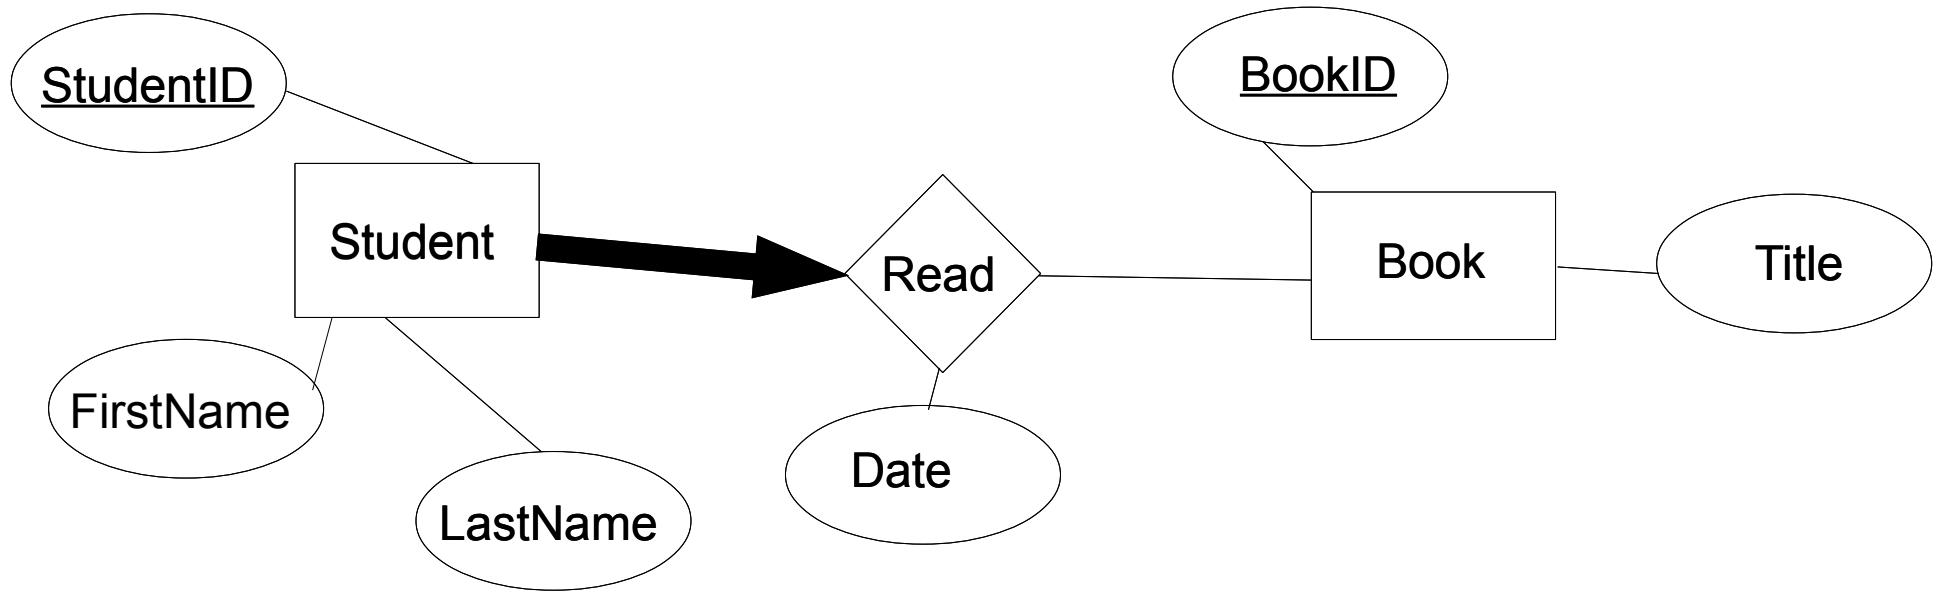 StudentID
BookID
Student
Read
Book
Title
FirstName
LastName
Date